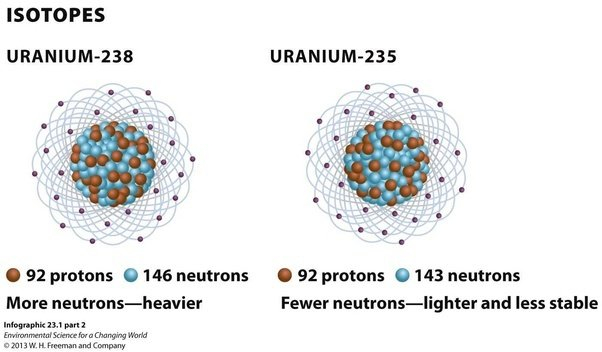 ISOTOPES
URANIUM-238
URANIUM-235
92 protons 146 neutrons
92 protons 143 neutrons
More neutrons—heavier
Fewer neutrons—lighter and less stable
Infographic 23.1 part 2
Environmental Science for a Changing World
© 2013 W. H. Freeman and Company